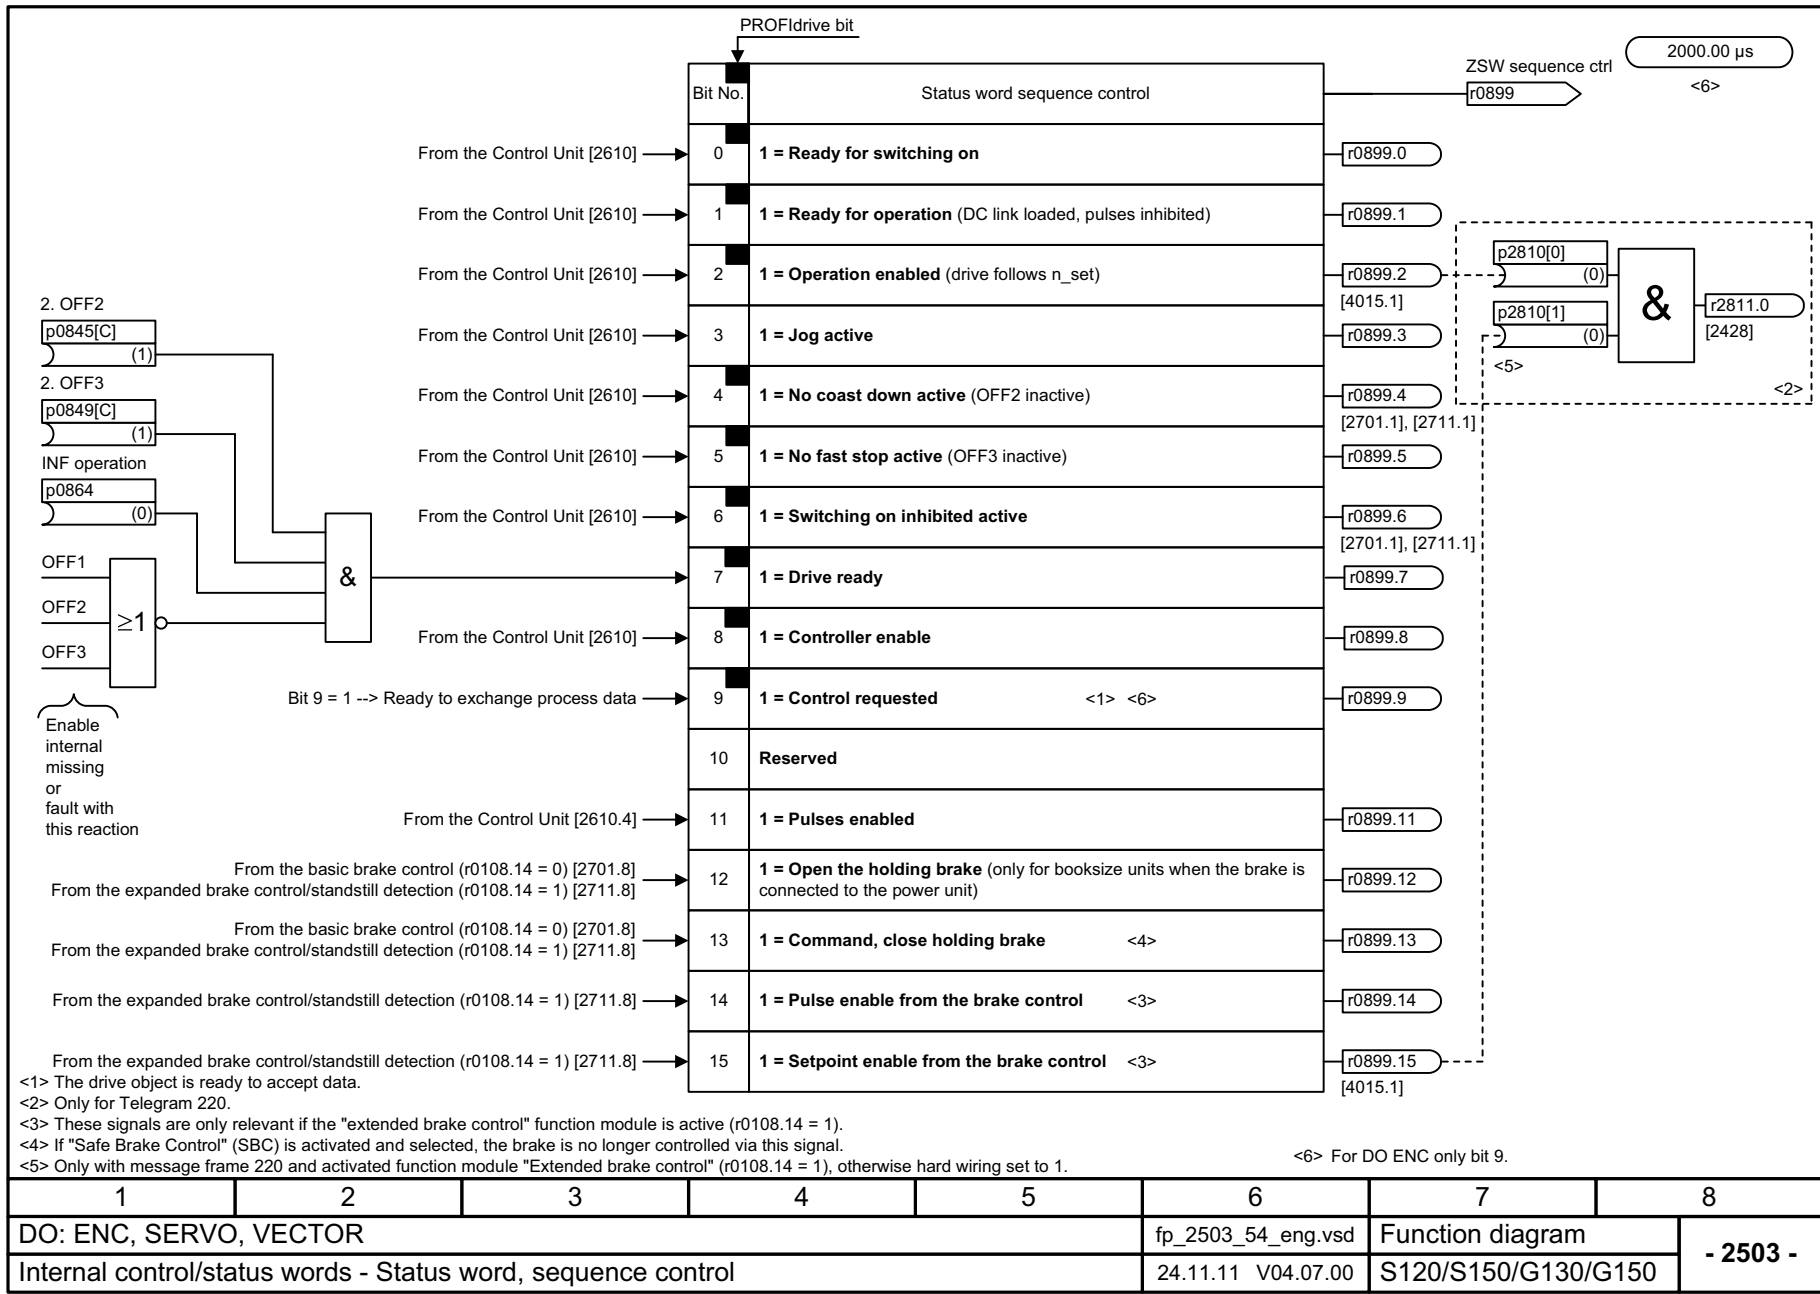 PROFIdrive bit
2000.00 µs
<6>
ZSW sequence ctrl
r0899
Bit No. Status word sequence control
From the Control Unit [2610] 0 1 = Ready for switching on r0899.0
From the Control Unit [2610] 1 1 = Ready for operation (DC link loaded, pulses inhibited) r0899.1
From the Control Unit [2610] 2 1 = Operation enabled (drive follows n_set) r0899.2
[4015.1]
p2810[0]
(0)
p2810[1]
(0)
<5>
&
r2811.0
[2428]
<2>
From the Control Unit [2610] 3 1 = Jog active r0899.3
From the Control Unit [2610] 4 1 = No coast down active (OFF2 inactive) r0899.4
[2701.1], [2711.1]
From the Control Unit [2610] 5 1 = No fast stop active (OFF3 inactive) r0899.5
From the Control Unit [2610] 6 1 = Switching on inhibited active r0899.6
[2701.1], [2711.1]
2. OFF2
p0845[C]
(1)
2. OFF3
p0849[C]
(1)
INF operation
p0864
(0)
OFF1
OFF2
OFF3
≥1
&
Enable
internal
missing
or
fault with
this reaction
7 1 = Drive ready r0899.7
From the Control Unit [2610] 8 1 = Controller enable r0899.8
Bit 9 = 1 --> Ready to exchange process data 9 1 = Control requested <1> <6> r0899.9
10 Reserved
From the Control Unit [2610.4] 11 1 = Pulses enabled r0899.11
From the basic brake control (r0108.14 = 0) [2701.8]
From the expanded brake control/standstill detection (r0108.14 = 1) [2711.8]
12 1 = Open the holding brake (only for booksize units when the brake is
connected to the power unit)
r0899.12
From the basic brake control (r0108.14 = 0) [2701.8]
From the expanded brake control/standstill detection (r0108.14 = 1) [2711.8]
13 1 = Command, close holding brake <4> r0899.13
From the expanded brake control/standstill detection (r0108.14 = 1) [2711.8] 14 1 = Pulse enable from the brake control <3> r0899.14
From the expanded brake control/standstill detection (r0108.14 = 1) [2711.8] 15 1 = Setpoint enable from the brake control <3> r0899.15
[4015.1]
<1> The drive object is ready to accept data.
<2> Only for Telegram 220.
<3> These signals are only relevant if the "extended brake control" function module is active (r0108.14 = 1).
<4> If "Safe Brake Control" (SBC) is activated and selected, the brake is no longer controlled via this signal.
<5> Only with message frame 220 and activated function module "Extended brake control" (r0108.14 = 1), otherwise hard wiring set to 1.
<6> For DO ENC only bit 9.
1 2 3 4 5 6 7 8
DO: ENC, SERVO, VECTOR fp_2503_54_eng.vsd Function diagram
- 2503 -
Internal control/status words - Status word, sequence control 24.11.11 V04.07.00 S120/S150/G130/G150